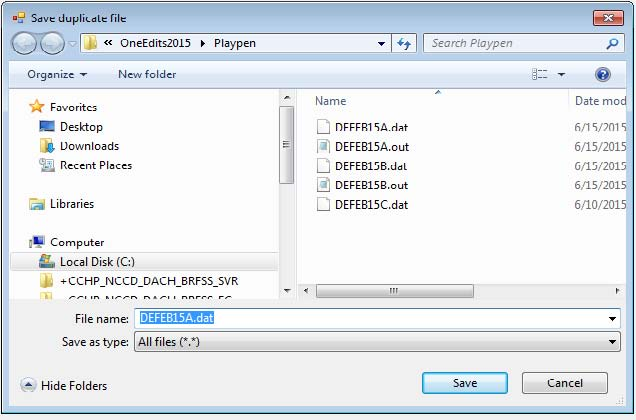 Save duplicate file
« OneEdits2015 Playpen Search Playpen
Organize New folder
Favorites
Desktop
Downloads
Recent Places
Libraries
Computer
Local Disk (C:)
+CCHP_NCCD_DACH_BRFSS_SVR
Name Date mod
DEFEB15A.dat 6/15/2015
DEFEB15A.out 6/15/2015
DEFEB15B.dat 6/15/2015
DEFEB15B.out 6/15/2015
DEFEB15C.dat 6/10/2015
File name: DEFEB15A.dat
Save as type: All files (*.*)
Hide Folders Save Cancel